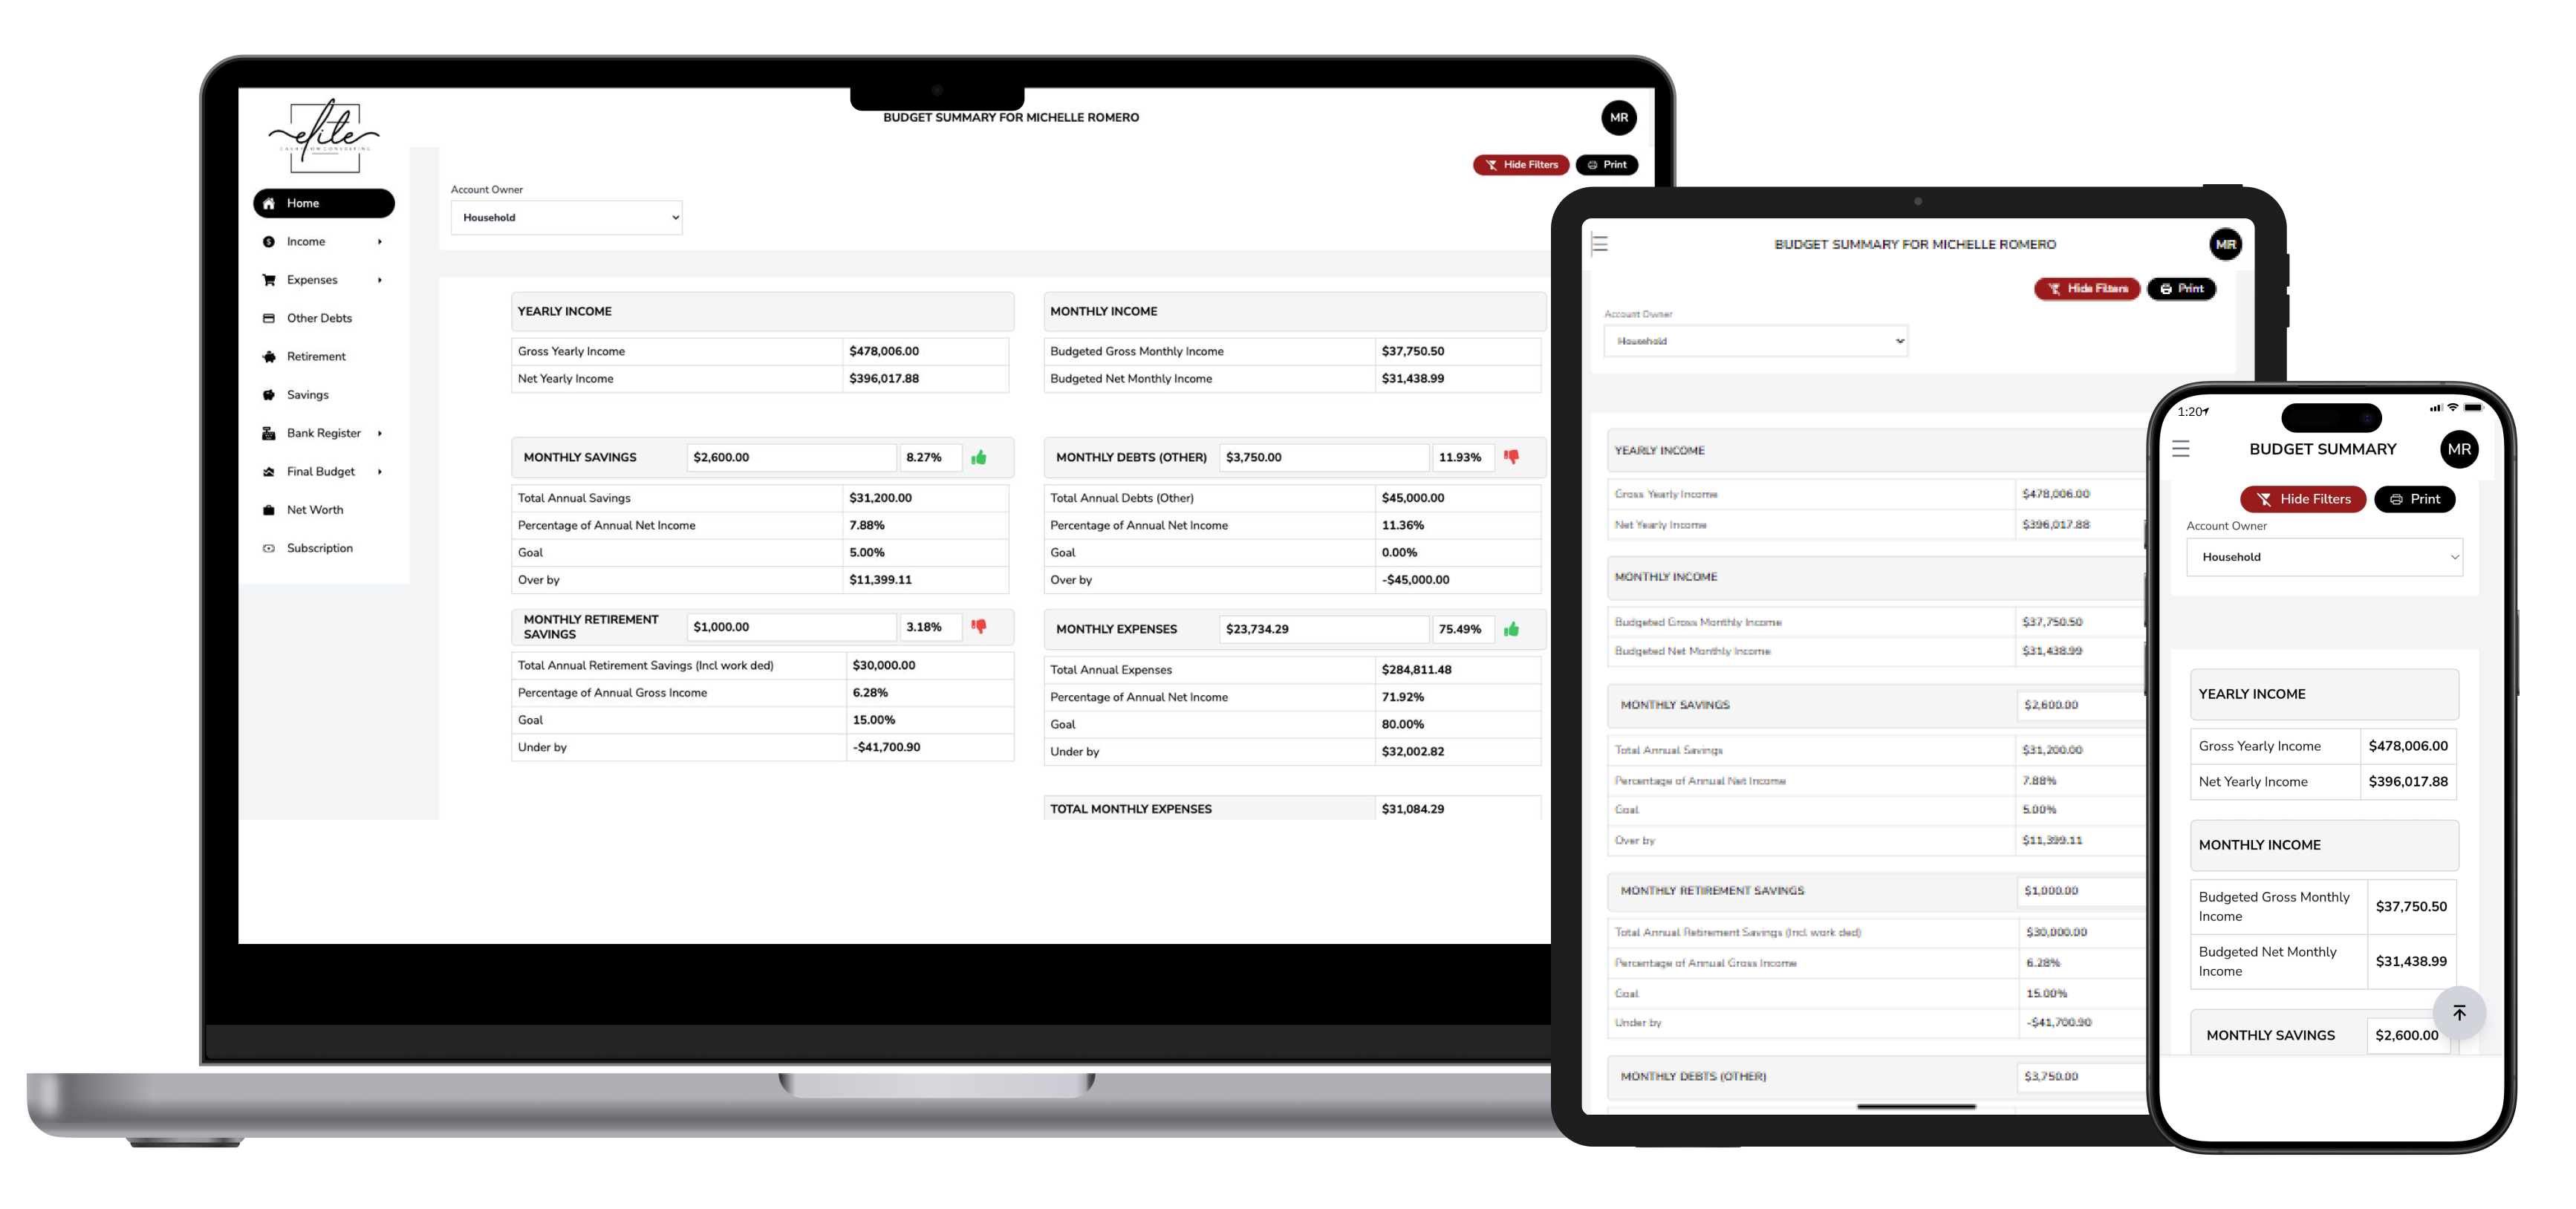 elite
BUDGET SUMMARY FOR MICHELLE ROMERO
MR
Hide Filters
Print
Account Owner
Household
Home
Income
Expenses
Other Debts
Retirement
Savings
Bank Register
Final Budget
Net Worth
Subscription
YEARLY INCOME
Gross Yearly Income $478,006.00
Net Yearly Income $396,017.88
MONTHLY INCOME
Budgeted Gross Monthly Income $37,750.50
Budgeted Net Monthly Income $31,438.99
MONTHLY SAVINGS $2,600.00 8.27%
Total Annual Savings $31,200.00
Percentage of Annual Net Income 7.88%
Goal 5.00%
Over by $11,399.11
MONTHLY DEBTS (OTHER) $3,750.00 11.93%
Total Annual Debts (Other) $45,000.00
Percentage of Annual Net Income 11.36%
Goal 0.00%
Over by -$45,000.00
MONTHLY RETIREMENT
SAVINGS
$1,000.00 3.18%
Total Annual Retirement Savings (Incl work ded) $30,000.00
Percentage of Annual Gross Income 6.28%
Goal 15.00%
Under by -$41,700.90
MONTHLY EXPENSES $23,734.29 75.49%
Total Annual Expenses $284,811.48
Percentage of Annual Net Income 71.92%
Goal 80.00%
Under by $32,002.82
TOTAL MONTHLY EXPENSES $31,084.29
BUDGET SUMMARY FOR MICHELLE ROMERO
MR
Hide Filters
Print
Account Owner
Household
YEARLY INCOME
Gross Yearly Income $478,006.00
Net Yearly Income $396,017.88
MONTHLY INCOME
Budgeted Gross Monthly Income $37,750.50
Budgeted Net Monthly Income $31,438.99
MONTHLY SAVINGS $2,600.00
Total Annual Savings $31,200.00
Percentage of Annual Net Income 7.88%
Goal 5.00%
Over by $11,399.11
MONTHLY RETIREMENT SAVINGS $1,000.00
Total Annual Retirement Savings (Incl work ded) $30,000.00
Percentage of Annual Gross Income 6.28%
Goal 15.00%
Under by -$41,700.90
MONTHLY DEBTS (OTHER) $3,750.00
1:20
BUDGET SUMMARY
MR
Hide Filters
Print
Account Owner
Household
YEARLY INCOME
Gross Yearly Income $478,006.00
Net Yearly Income $396,017.88
MONTHLY INCOME
Budgeted Gross Monthly
Income
$37,750.50
Budgeted Net Monthly
Income
$31,438.99
MONTHLY SAVINGS $2,600.00